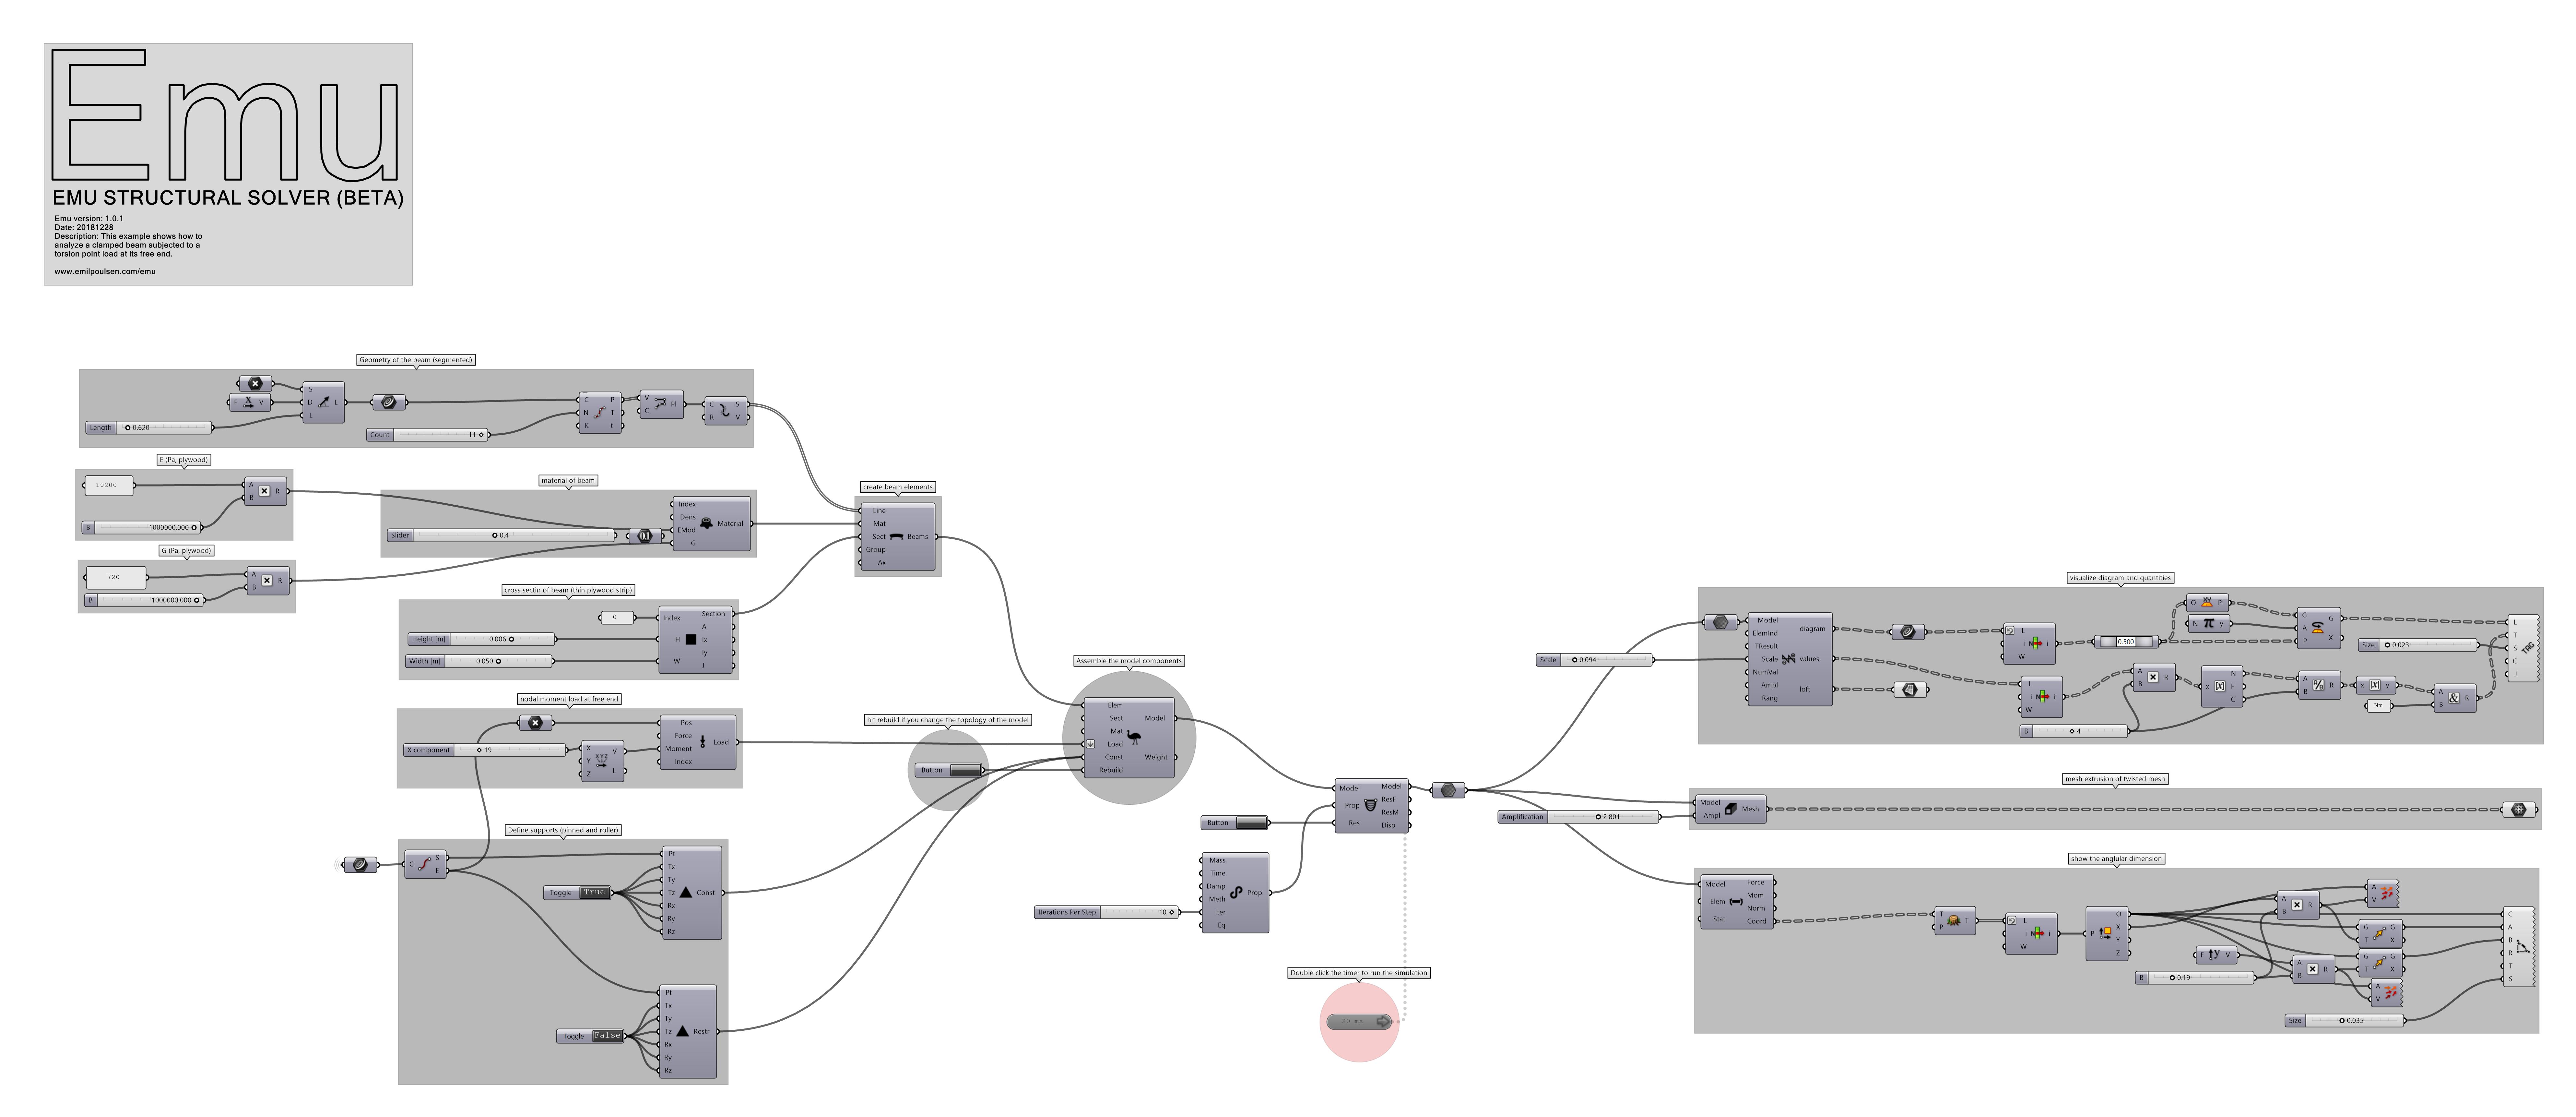 Emu
EMU STRUCTURAL SOLVER (BETA)
Emu version: 1.0.1
Date: 20181228
Description: This example shows how to
analyze a clamped beam subjected to a
torsion point load at its free end.
www.emilpoulsen.com/emu
Geometry of the beam (segmented)
F X V
S
D L
L
Length 0.620
Count 11
C P
N T
K t
V Pl
C
C S
R V
E (Pa, plywood)
10200
A
B R
B 1000000.000
G (Pa, plywood)
720
A
B R
B 1000000.000
material of beam
Slider 0.4
Index
Dens
EMod Material
G
create beam elements
Line
Mat
Sect Beams
Group
Ax
cross sectin of beam (thin plywood strip)
0
Height [m] 0.006
Width [m] 0.050
Index Section
A
H Ix
Iy
W J
nodal moment load at free end
X component 19
X V
Y XYZ
Z L
Pos
Force
Moment Load
Index
Define supports (pinned and roller)
C S
E
Toggle True
Pt
Tx
Ty
Tz Const
Rx
Ry
Rz
Toggle False
Pt
Tx
Ty
Tz Restr
Rx
Ry
Rz
hit rebuild if you change the topology of the model
Button
Assemble the model components
Elem
Sect Model
Mat
Load
Const Weight
Rebuild
Button
Model Model
Prop ResF
ResM
Res Disp
Iterations Per Step 10
Mass
Time
Damp
Meth Prop
Iter
Eq
Double click the timer to run the simulation
20 ms
visualize diagram and quantities
Scale 0.094
Model
ElemInd diagram
TResult
Scale values
NumVal
Ampl loft
Rang
L
i N i
W
L
i N i
W
0.500
O XY P
N π y
G G
A
P X
A
B R
B 4
x N
F
C
A
B R
x y
Nm
A
B & R
Size 0.023
L
T
S TAG
C
J
mesh extrusion of twisted mesh
Amplification 2.801
Model Mesh
Ampl
show the anglular dimension
Model Force
Elem Mom
Norm
Stat Coord
T T
P
L
i N i
W
O
X
P Y
Z
F y V
B 0.19
A
B R
A
B R
A
V
G G
T X
G G
T X
A
V
Size 0.035
C
A
B
R
T
S